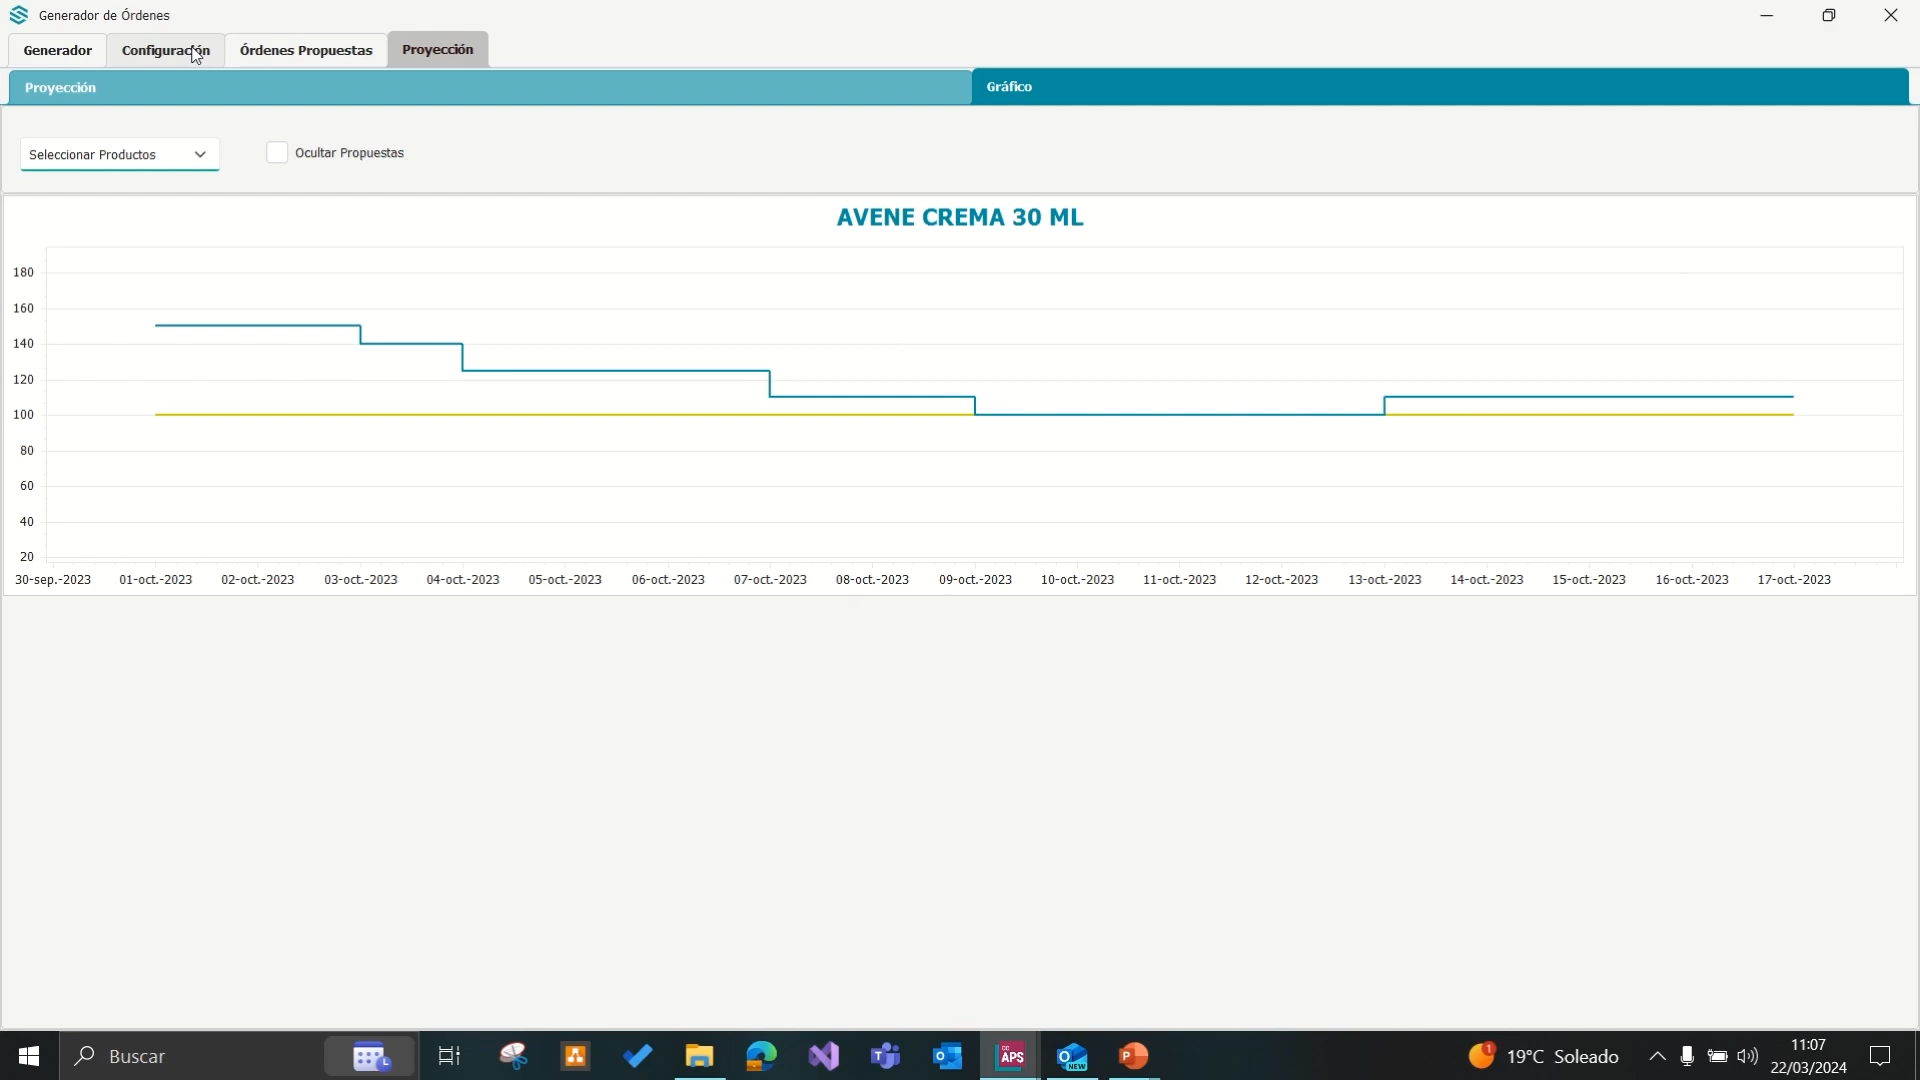 Generador de Órdenes
Generador Configuración Órdenes Propuestas Proyección
Proyección Gráfico
Seleccionar Productos Ocultar Propuestas
AVENE CREMA 30 ML
180
160
140
120
100
80
60
40
20
30-sep.-2023 01-oct.-2023 02-oct.-2023 03-oct.-2023 04-oct.-2023 05-oct.-2023 06-oct.-2023 07-oct.-2023 08-oct.-2023 09-oct.-2023 10-oct.-2023 11-oct.-2023 12-oct.-2023 13-oct.-2023 14-oct.-2023 15-oct.-2023 16-oct.-2023 17-oct.-2023
Buscar CC APS NEW 1 19°C Soleado 11:07
22/03/2024